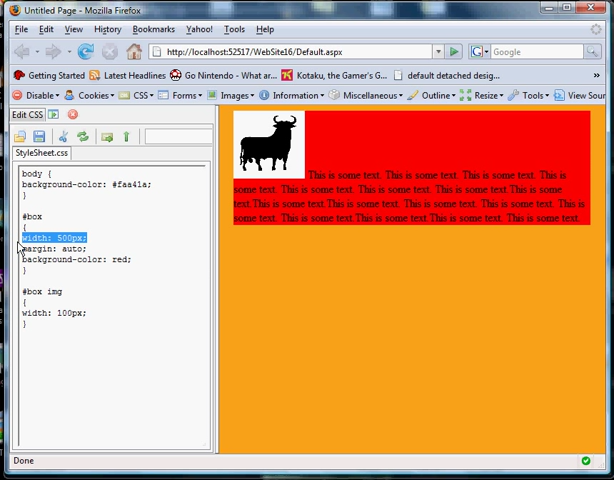 Untitled Page - Mozilla Firefox
File Edit View History Bookmarks Yahoo! Tools Help
http://localhost:52517/WebSite16/Default.aspx
Google
Getting Started Latest Headlines Go Nintendo - What ar... Kotaku, the Gamer's G... default detached desig... »
Disable Cookies CSS Forms Images Information Miscellaneous Outline Resize Tools View Sour
Edit CSS
StyleSheet.css
body {
background-color: #faa41a;
}
#box
{
width: 500px;
margin: auto;
background-color: red;
}
#box img
{
width: 100px;
}
This is some text. This is some text. This is some text. This is
some text. This is some text. This is some text. This is some text.This is some
text.This is some text.This is some text. This is some text. This is some text.
This is some text. This is some text.This is some text. This is some text.
Done